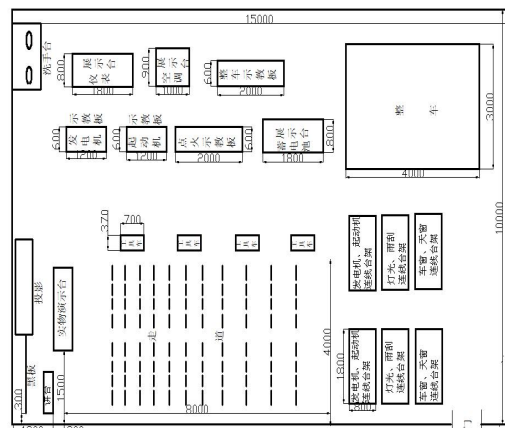 15000
洗手台
800
展示
仪表台
1800
900
展示
空调台
1000
600
整车示教板
2000
整车
3000
4000
10000
600
示教板
发电机
1200
600
示教板
起动机
1200
点火示教板
2000
600
展示台
蓄电池
1800
800
370
700
工具车
工具车
工具车
工具车
投影
实物演示台
走道
4000
发电机、起动机
连线台架
灯光、雨刮
连线台架
车窗、天窗
连线台架
1800
发电机、起动机
连线台架
灯光、雨刮
连线台架
车窗、天窗
连线台架
800
黑板
300
讲台
1500
8000
门